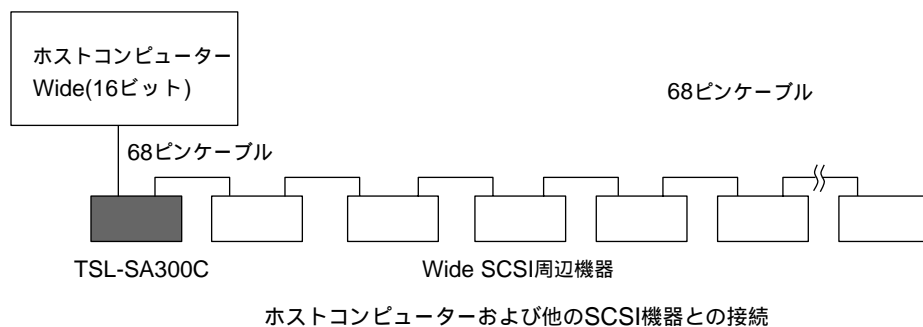 ホストコンピューター
Wide(16ビット)
68ピンケーブル
68ピンケーブル
TSL-SA300C
Wide SCSI周辺機器
ホストコンピューターおよび他のSCSI機器との接続